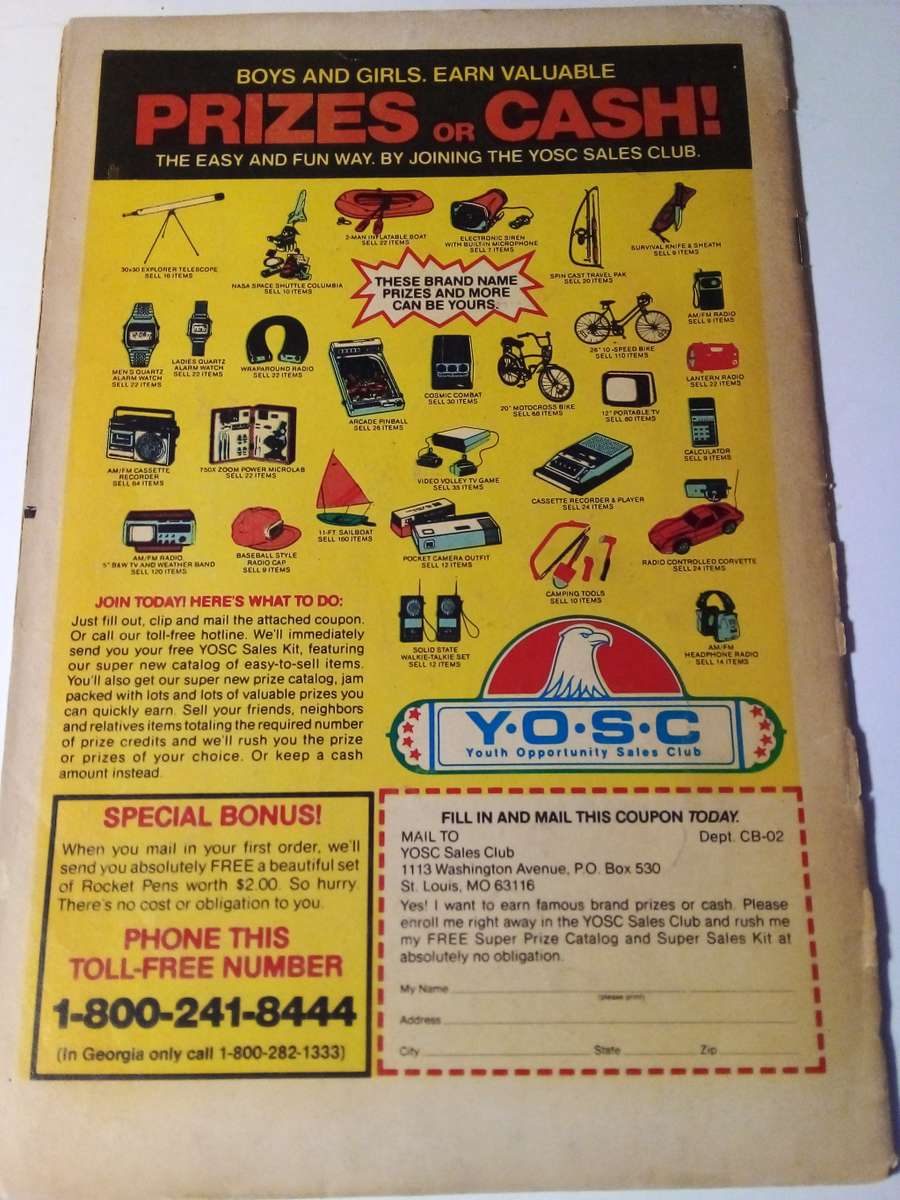 BOYS AND GIRLS. EARN VALUABLE
PRIZES OR CASH!
THE EASY AND FUN WAY. BY JOINING THE YOSC SALES CLUB.
30x30 EXPLORER TELESCOPE
SELL 16 ITEMS
NASA SPACE SHUTTLE COLUMBIA
SELL 10 ITEMS
2-MAN INFLATABLE BOAT
SELL 22 ITEMS
ELECTRONIC SIREN
WITH BUILT-IN MICROPHONE
SELL 7 ITEMS
SPIN CAST TRAVEL PAK
SELL 20 ITEMS
SURVIVAL KNIFE & SHEATH
SELL 9 ITEMS
THESE BRAND NAME
PRIZES AND MORE
CAN BE YOURS.
AM/FM RADIO
SELL 9 ITEMS
MEN'S QUARTZ
ALARM WATCH
SELL 22 ITEMS
LADIES QUARTZ
ALARM WATCH
SELL 22 ITEMS
WRAPAROUND RADIO
SELL 22 ITEMS
ARCADE PINBALL
SELL 26 ITEMS
COSMIC COMBAT
SELL 30 ITEMS
20" MOTOCROSS BIKE
SELL 88 ITEMS
26" 10-SPEED BIKE
SELL 110 ITEMS
12" PORTABLE TV
SELL 80 ITEMS
LANTERN RADIO
SELL 22 ITEMS
AM/FM CASSETTE
RECORDER
SELL 64 ITEMS
750X ZOOM POWER MICROLAB
SELL 22 ITEMS
11-FT SAILBOAT
SELL 160 ITEMS
VIDEO VOLLEY TV GAME
SELL 35 ITEMS
CASSETTE RECORDER & PLAYER
SELL 24 ITEMS
CALCULATOR
SELL 9 ITEMS
AM/FM RADIO
5" B&W TV AND WEATHER BAND
SELL 120 ITEMS
BASEBALL STYLE
RADIO CAP
SELL 9 ITEMS
POCKET CAMERA OUTFIT
SELL 12 ITEMS
CAMPING TOOLS
SELL 10 ITEMS
RADIO CONTROLLED CORVETTE
SELL 24 ITEMS
SOLID STATE
WALKIE-TALKIE SET
SELL 12 ITEMS
AM/FM
HEADPHONE RADIO
SELL 14 ITEMS
JOIN TODAY! HERE'S WHAT TO DO:
Just fill out, clip and mail the attached coupon.
Or call our toll-free hotline. We'll immediately
send you your free YOSC Sales Kit, featuring
our super new catalog of easy-to-sell items.
You'll also get our super new prize catalog, jam
packed with lots and lots of valuable prizes you
can quickly earn. Sell your friends, neighbors
and relatives items totaling the required number
of prize credits and we'll rush you the prize
or prizes of your choice. Or keep a cash
amount instead.
Y·O·S·C
Youth Opportunity Sales Club
SPECIAL BONUS!
When you mail in your first order, we'll
send you absolutely FREE a beautiful set
of Rocket Pens worth $2.00. So hurry.
There's no cost or obligation to you.
PHONE THIS
TOLL-FREE NUMBER
1-800-241-8444
(In Georgia only call 1-800-282-1333)
FILL IN AND MAIL THIS COUPON TODAY.
MAIL TO Dept. CB-02
YOSC Sales Club
1113 Washington Avenue, P.O. Box 530
St. Louis, MO 63116
Yes! I want to earn famous brand prizes or cash. Please
enroll me right away in the YOSC Sales Club and rush me
my FREE Super Prize Catalog and Super Sales Kit at
absolutely no obligation.
My Name
(please print)
Address
City State Zip